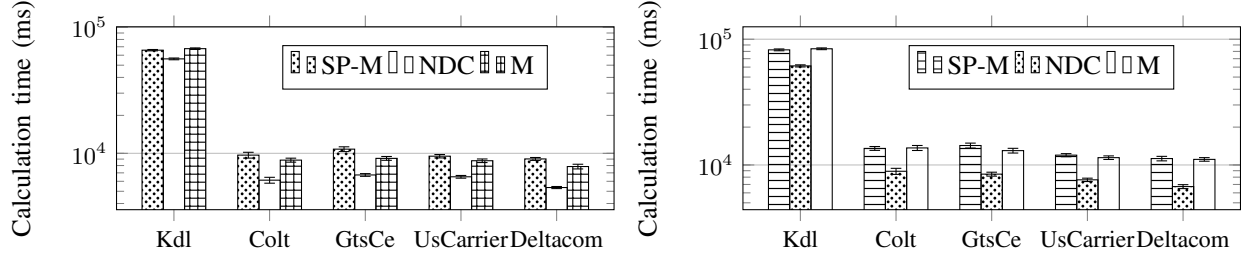 Calculation time (ms)
10^5
10^4
SP-M NDC M
Kdl Colt GtsCe UsCarrier Deltacom
Calculation time (ms)
10^5
10^4
SP-M NDC M
Kdl Colt GtsCe UsCarrier Deltacom